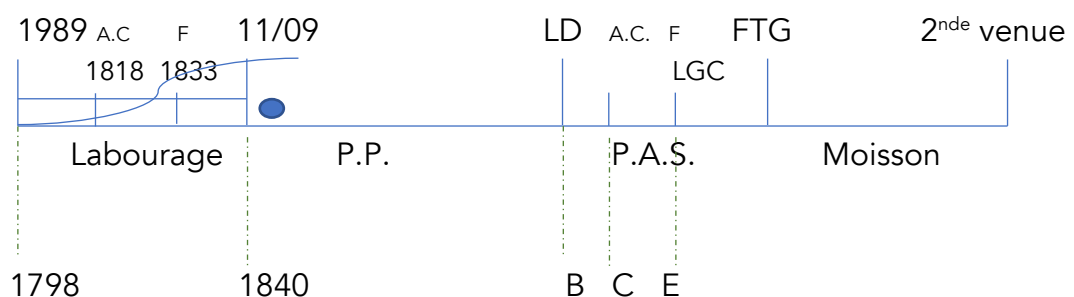 1989 A.C F 11/09 LD A.C. F FTG 2nde venue
1818 1833 LGC
Labourage P.P. P.A.S. Moisson
1798 1840 B C E